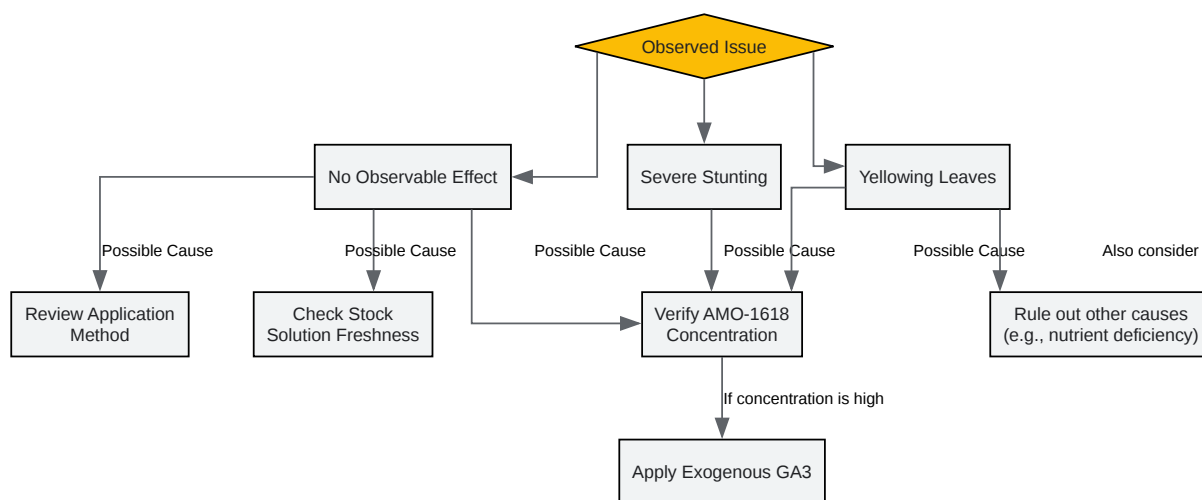 Observed Issue
No Observable Effect
Severe Stunting
Yellowing Leaves
Possible Cause
Possible Cause
Possible Cause
Possible Cause
Possible Cause
Also consider
Review Application
Method
Check Stock
Solution Freshness
Verify AMO-1618
Concentration
Rule out other causes
(e.g., nutrient deficiency)
If concentration is high
Apply Exogenous GA3